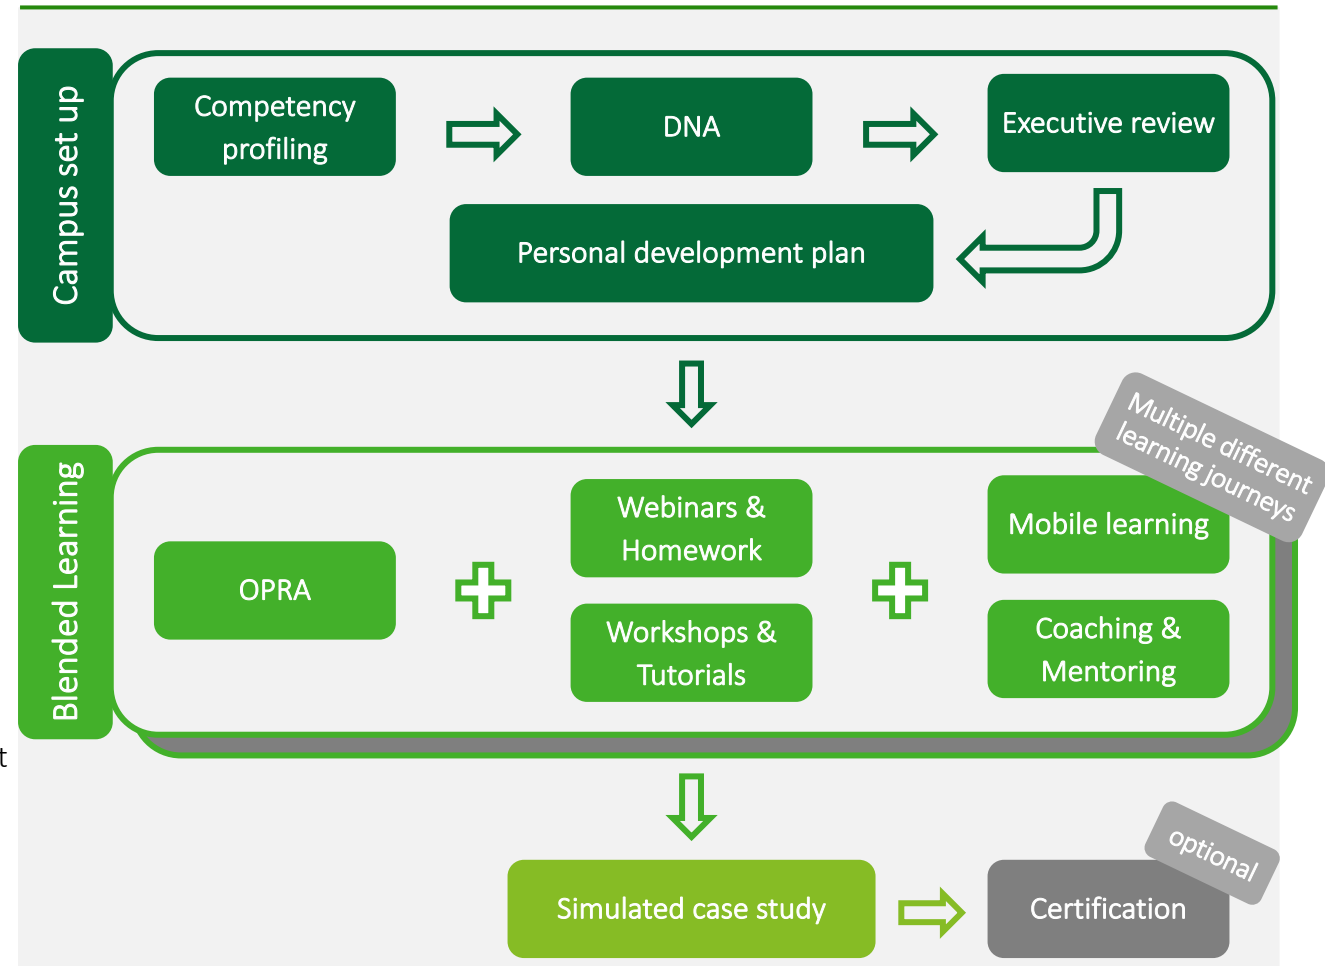 Campus set up
Competency
profiling
DNA
Executive review
Personal development plan
Multiple different
learning journeys
Blended Learning
OPRA
Webinars &
Homework
Workshops &
Tutorials
Mobile learning
Coaching &
Mentoring
t
Simulated case study
optional
Certification